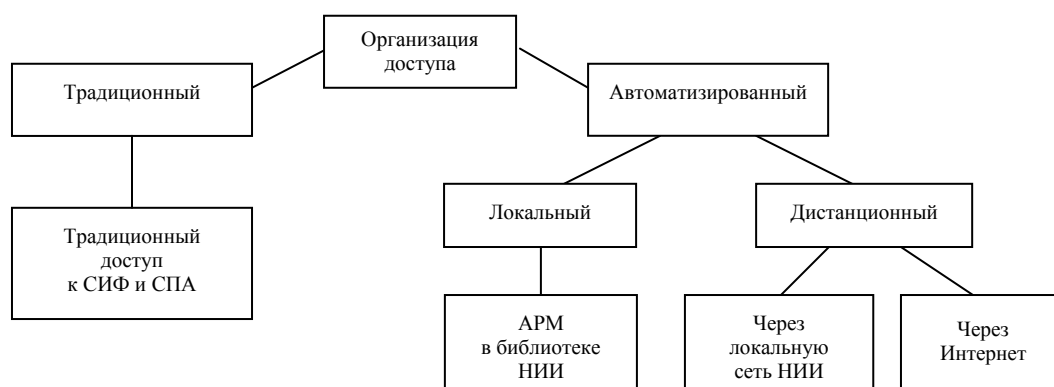 Организация
доступа
Традиционный
Автоматизированный
Локальный
Дистанционный
Традиционный
доступ
к СИФ и СПА
АРМ
в библиотеке
НИИ
Через
локальную
сеть НИИ
Через
Интернет